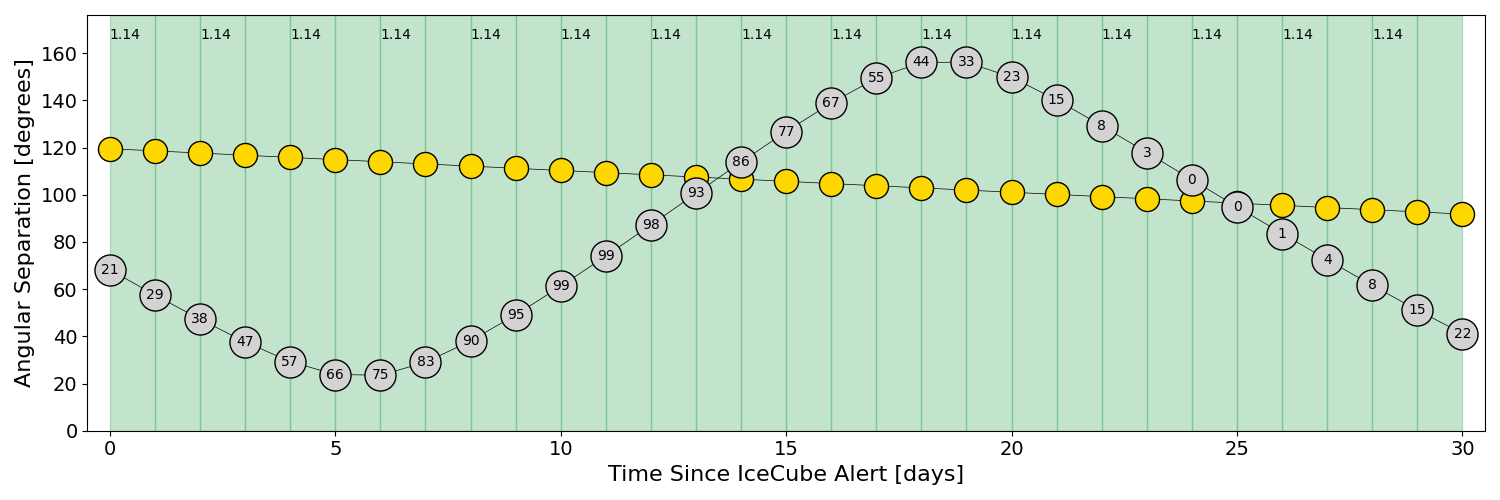 1.14 1.14 1.14 1.14 1.14 1.14 1.14 1.14 1.14 1.14 1.14 1.14 1.14 1.14 1.14
160
140
120
100
80
60
40
20
0
Angular Separation [degrees]
21 29 38 47 57 66 75 83 90 95 99 99 98 93 86 77 67 55 44 33 23 15 8 3 0 0 1 4 8 15 22
0 5 10 15 20 25 30
Time Since IceCube Alert [days]